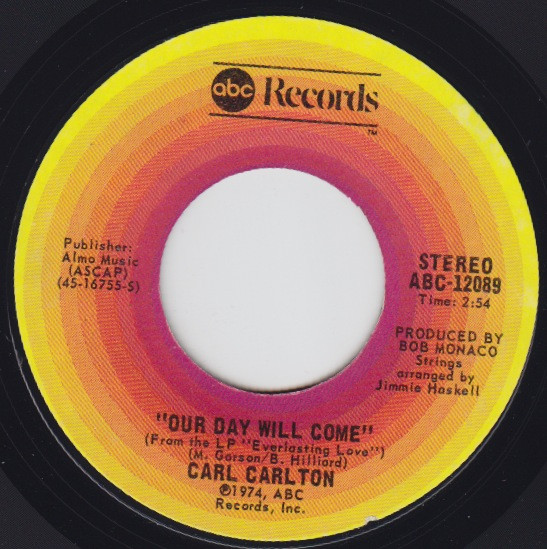 abc Records
TM
Publisher:
Almo Music
(ASCAP)
(45-16755-S)
STEREO
ABC-12089
Time: 2:54
PRODUCED BY
BOB MONACO
Strings
arranged by
Jimmie Haskell
"OUR DAY WILL COME"
(From the LP "Everlasting Love")
(M. Gorson/B. Hilliard)
CARL CARLTON
℗1974, ABC
Records, Inc.